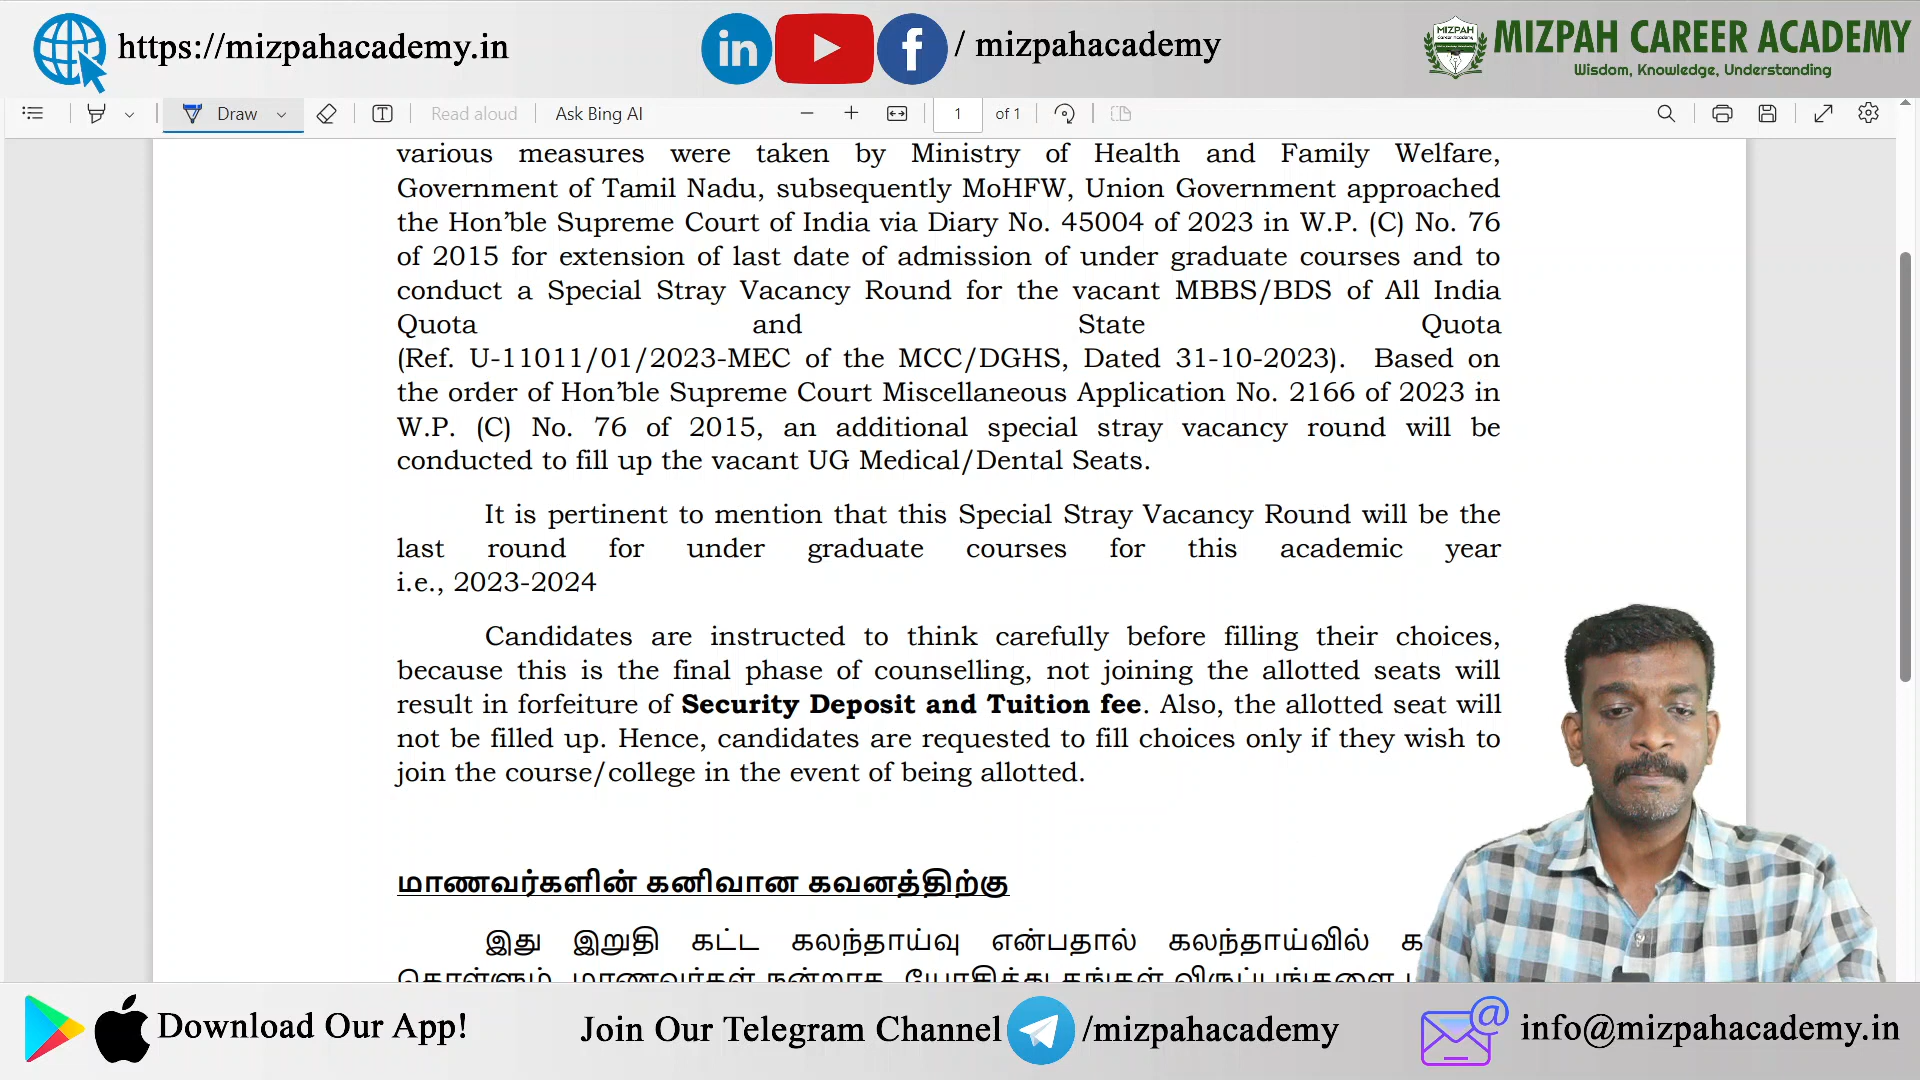 https://mizpahacademy.in
/ mizpahacademy
MIZPAH CAREER ACADEMY
Wisdom, Knowledge, Understanding
Draw
Read aloud
Ask Bing AI
1 of 1
various measures were taken by Ministry of Health and Family Welfare,
Government of Tamil Nadu, subsequently MoHFW, Union Government approached
the Hon’ble Supreme Court of India via Diary No. 45004 of 2023 in W.P. (C) No. 76
of 2015 for extension of last date of admission of under graduate courses and to
conduct a Special Stray Vacancy Round for the vacant MBBS/BDS of All India
Quota and State Quota
(Ref. U-11011/01/2023-MEC of the MCC/DGHS, Dated 31-10-2023). Based on
the order of Hon’ble Supreme Court Miscellaneous Application No. 2166 of 2023 in
W.P. (C) No. 76 of 2015, an additional special stray vacancy round will be
conducted to fill up the vacant UG Medical/Dental Seats.
It is pertinent to mention that this Special Stray Vacancy Round will be the
last round for under graduate courses for this academic year
i.e., 2023-2024
Candidates are instructed to think carefully before filling their choices,
because this is the final phase of counselling, not joining the allotted seats will
result in forfeiture of Security Deposit and Tuition fee. Also, the allotted seat will
not be filled up. Hence, candidates are requested to fill choices only if they wish to
join the course/college in the event of being allotted.
மாணவர்களின் கனிவான கவனத்திற்கு
இது இறுதி கட்ட கலந்தாய்வு என்பதால் கலந்தாய்வில்
கொள்ளும் மாணவர்கள் நன்றாக யோசித்து தங்கள் விருப்பங்களை
Download Our App!
Join Our Telegram Channel /mizpahacademy
info@mizpahacademy.in